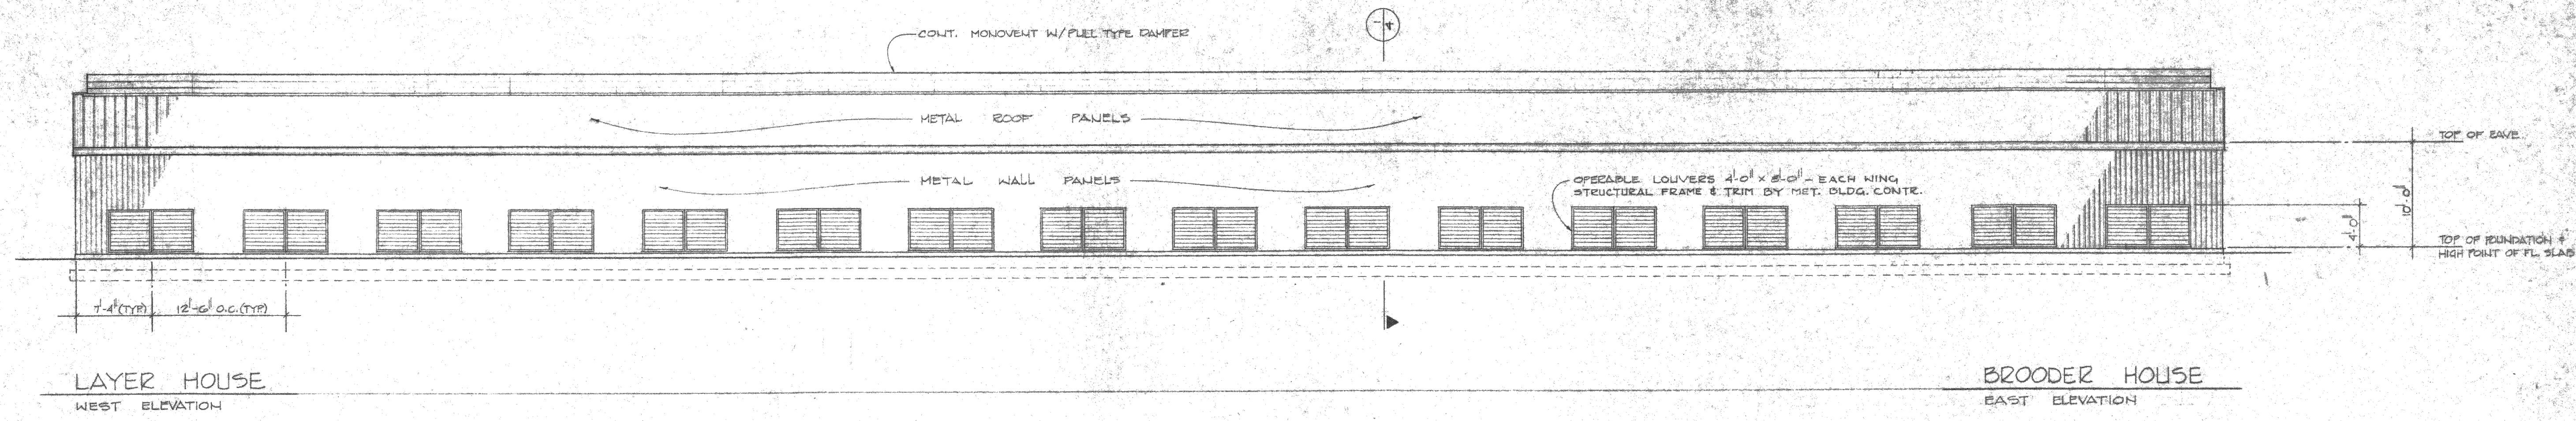 CONT. MONOVENT W/PULL TYPE DAMPER
4
METAL ROOF PANELS
TOP OF EAVE
METAL WALL PANELS
OPERABLE LOUVERS 4'-0" x 8'-0" - EACH WING
STRUCTURAL FRAME & TRIM BY MET. BLDG. CONTR.
10'-0"
4'-0"
TOP OF FOUNDATION &
HIGH POINT OF FL. SLAB
7'-4" (TYP.)
12'-6" O.C. (TYP.)
LAYER HOUSE
WEST ELEVATION
BROODER HOUSE
EAST ELEVATION